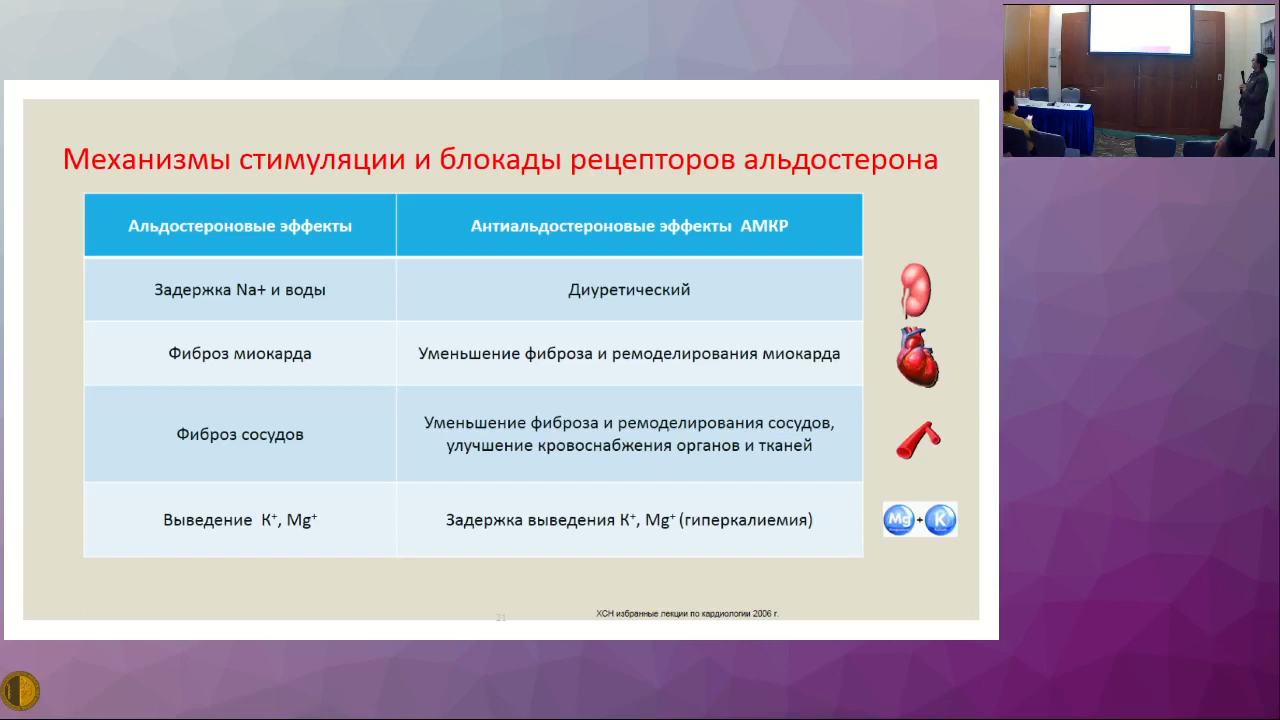 Механизмы стимуляции и блокады рецепторов альдостерона
Альдостероновые эффекты
Антиальдостероновые эффекты АМКР
Задержка Na+ и воды
Диуретический
Фиброз миокарда
Уменьшение фиброза и ремоделирования миокарда
Фиброз сосудов
Уменьшение фиброза и ремоделирования сосудов,
улучшение кровоснабжения органов и тканей
Выведение К⁺, Mg⁺
Задержка выведения К⁺, Mg⁺ (гиперкалиемия)
Mg + K
21
ХСН избранные лекции по кардиологии 2006 г.